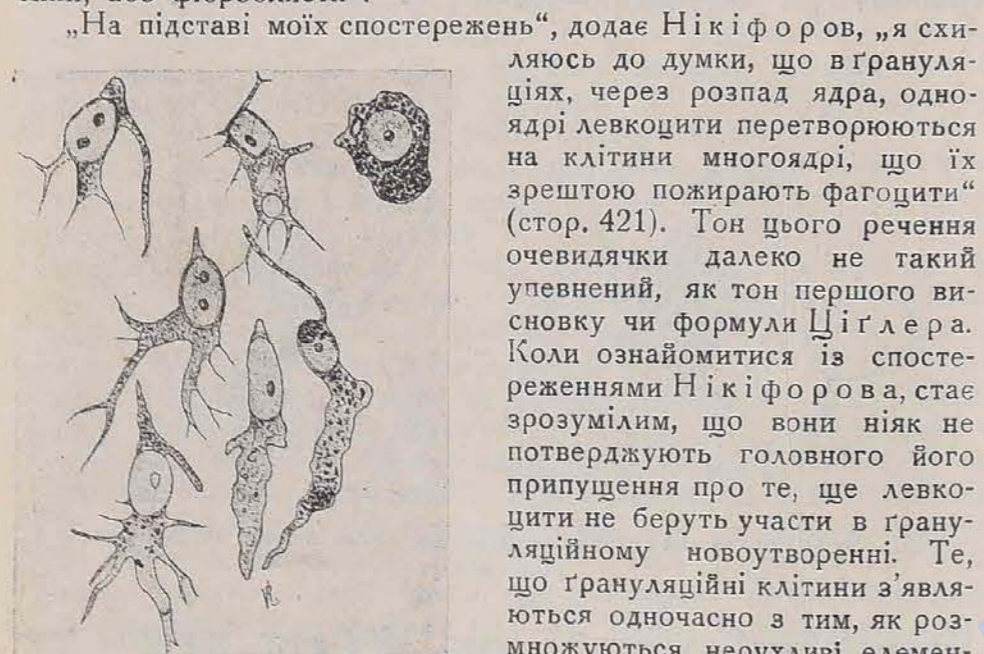 „На підставі моїх спостережень“, додає Нікіфоров, „я схи-
ляюсь до думки, що в ґрануля-
ціях, через розпад ядра, одно-
ядрі левкоцити перетворюються
на клітини многоядрі, що їх
зрештою пожирають фагоцити“
(стор. 421). Тон цього речення
очевидячки далеко не такий
упевнений, як тон першого ви-
сновку чи формули Ціґлера.
Коли ознайомитися із спосте-
реженнями Нікіфорова, стає
зрозумілим, що вони ніяк не
потверджують головного його
припущення про те, ще левко-
цити не беруть участи в ґрану-
ляційному новоутворенні. Те,
що ґрануляційні клітини з'явля-
ються одночасно з тим, як роз-
множуються нерухливі елемен-